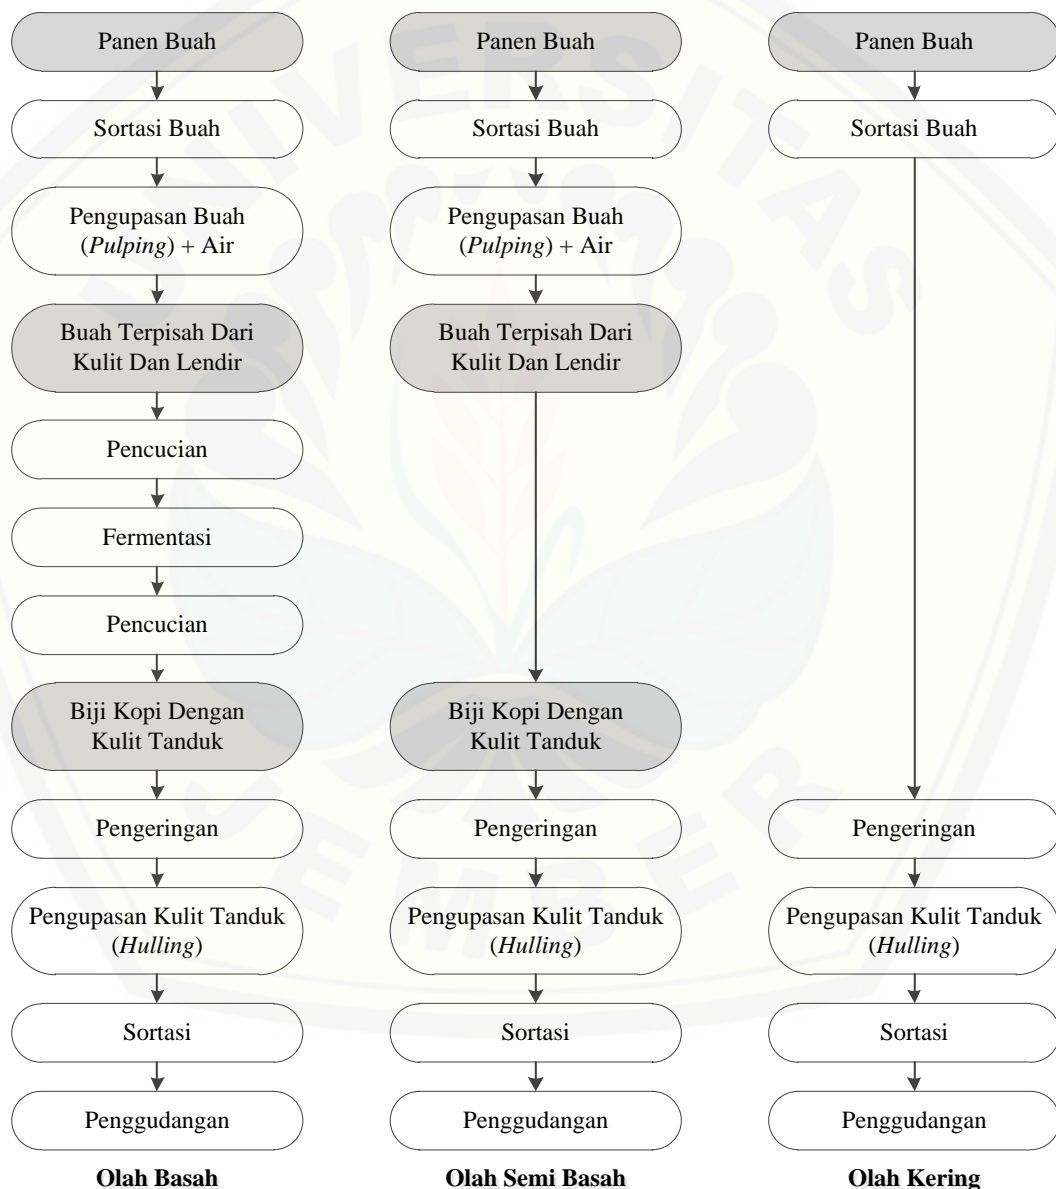 Panen Buah
Sortasi Buah
Pengupasan Buah
(Pulping) + Air
Buah Terpisah Dari
Kulit Dan Lendir
Pencucian
Fermentasi
Pencucian
Biji Kopi Dengan
Kulit Tanduk
Pengeringan
Pengupasan Kulit Tanduk
(Hulling)
Sortasi
Penggudangan
Olah Basah
Panen Buah
Sortasi Buah
Pengupasan Buah
(Pulping) + Air
Buah Terpisah Dari
Kulit Dan Lendir
Biji Kopi Dengan
Kulit Tanduk
Pengeringan
Pengupasan Kulit Tanduk
(Hulling)
Sortasi
Penggudangan
Olah Semi Basah
Panen Buah
Sortasi Buah
Pengeringan
Pengupasan Kulit Tanduk
(Hulling)
Sortasi
Penggudangan
Olah Kering
UNIVERSITAS
JEMBER